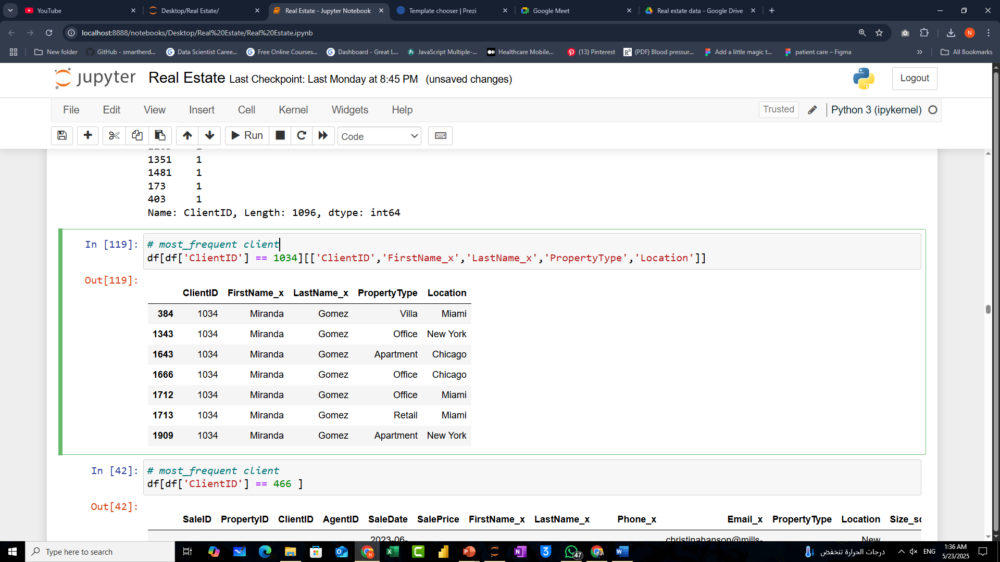 YouTube
Desktop/Real Estate/
Real Estate - Jupyter Notebook
Template chooser | Prezi
Google Meet
Real estate data - Google Drive
localhost:8888/notebooks/Desktop/Real%20Estate/Real%20Estate.ipynb
N
New folder
GitHub - smartherd...
Data Scientist Caree...
Free Online Courses...
Dashboard - Great L...
JavaScript Multiple-...
Healthcare Mobile...
(13) Pinterest
(PDF) Blood pressur...
Add a little magic t...
patient care – Figma
All Bookmarks
jupyter Real Estate Last Checkpoint: Last Monday at 8:45 PM (unsaved changes)
Logout
File Edit View Insert Cell Kernel Widgets Help
Trusted
Python 3 (ipykernel)
Run
Code
1351 1
1481 1
173 1
403 1
Name: ClientID, Length: 1096, dtype: int64
In [119]:
# most_frequent client
df[df['ClientID'] == 1034][['ClientID','FirstName_x','LastName_x','PropertyType','Location']]
Out[119]:
ClientID FirstName_x LastName_x PropertyType Location
384 1034 Miranda Gomez Villa Miami
1343 1034 Miranda Gomez Office New York
1643 1034 Miranda Gomez Apartment Chicago
1666 1034 Miranda Gomez Office Chicago
1712 1034 Miranda Gomez Office Miami
1713 1034 Miranda Gomez Retail Miami
1909 1034 Miranda Gomez Apartment New York
In [42]:
# most_frequent client
df[df['ClientID'] == 466 ]
Out[42]:
SaleID PropertyID ClientID AgentID SaleDate SalePrice FirstName_x LastName_x Phone_x Email_x PropertyType Location
2023-06- christinahanson@mills- New
Type here to search
47
درجات الحرارة تنخفض
ENG
1:36 AM
5/23/2025